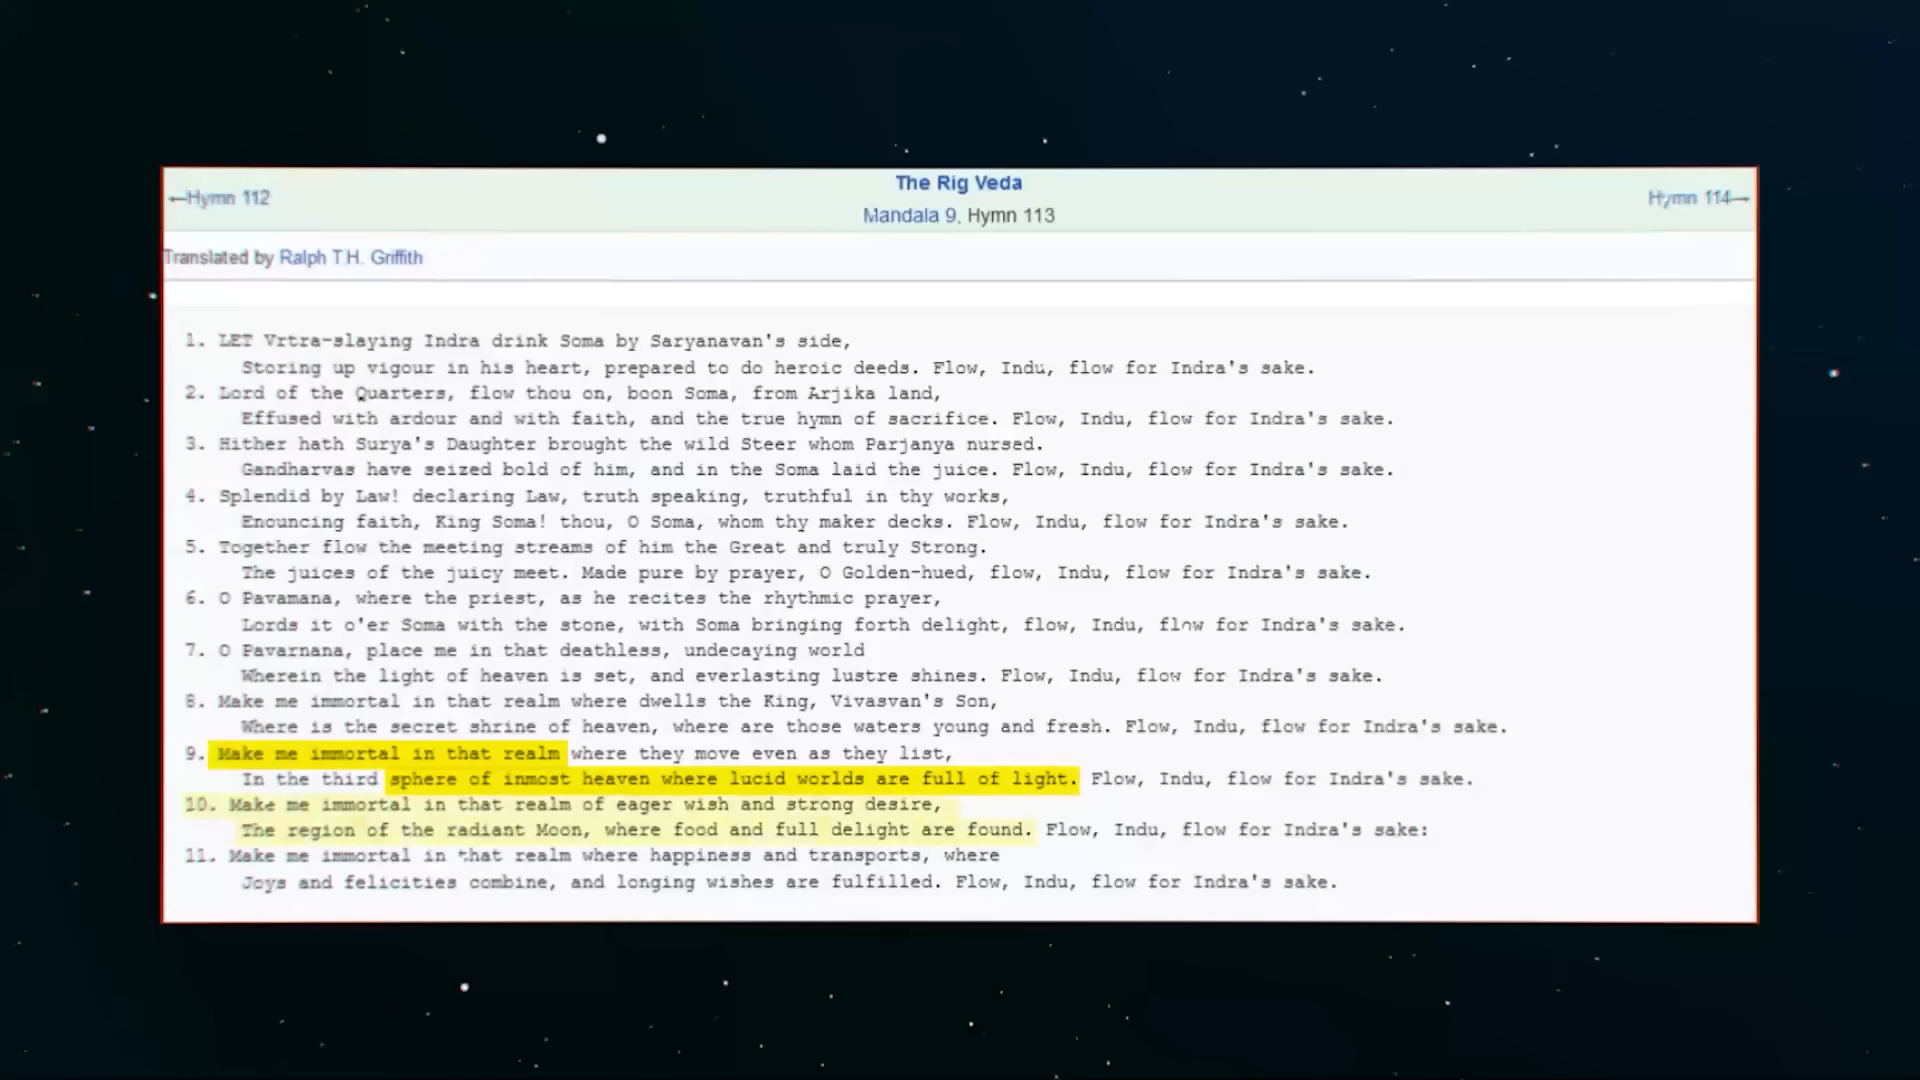 ←Hymn 112
The Rig Veda
Mandala 9, Hymn 113
Hymn 114→
Translated by Ralph T.H. Griffith
1. LET Vrtra-slaying Indra drink Soma by Saryanavan's side,
Storing up vigour in his heart, prepared to do heroic deeds. Flow, Indu, flow for Indra's sake.
2. Lord of the Quarters, flow thou on, boon Soma, from Arjika land,
Effused with ardour and with faith, and the true hymn of sacrifice. Flow, Indu, flow for Indra's sake.
3. Hither hath Surya's Daughter brought the wild Steer whom Parjanya nursed.
Gandharvas have seized bold of him, and in the Soma laid the juice. Flow, Indu, flow for Indra's sake.
4. Splendid by Law! declaring Law, truth speaking, truthful in thy works,
Enouncing faith, King Soma! thou, O Soma, whom thy maker decks. Flow, Indu, flow for Indra's sake.
5. Together flow the meeting streams of him the Great and truly Strong.
The juices of the juicy meet. Made pure by prayer, O Golden-hued, flow, Indu, flow for Indra's sake.
6. O Pavamana, where the priest, as he recites the rhythmic prayer,
Lords it o'er Soma with the stone, with Soma bringing forth delight, flow, Indu, flow for Indra's sake.
7. O Pavarnana, place me in that deathless, undecaying world
Wherein the light of heaven is set, and everlasting lustre shines. Flow, Indu, flow for Indra's sake.
8. Make me immortal in that realm where dwells the King, Vivasvan's Son,
Where is the secret shrine of heaven, where are those waters young and fresh. Flow, Indu, flow for Indra's sake.
9. Make me immortal in that realm where they move even as they list,
In the third sphere of inmost heaven where lucid worlds are full of light. Flow, Indu, flow for Indra's sake.
10. Make me immortal in that realm of eager wish and strong desire,
The region of the radiant Moon, where food and full delight are found. Flow, Indu, flow for Indra's sake:
11. Make me immortal in that realm where happiness and transports, where
Joys and felicities combine, and longing wishes are fulfilled. Flow, Indu, flow for Indra's sake.